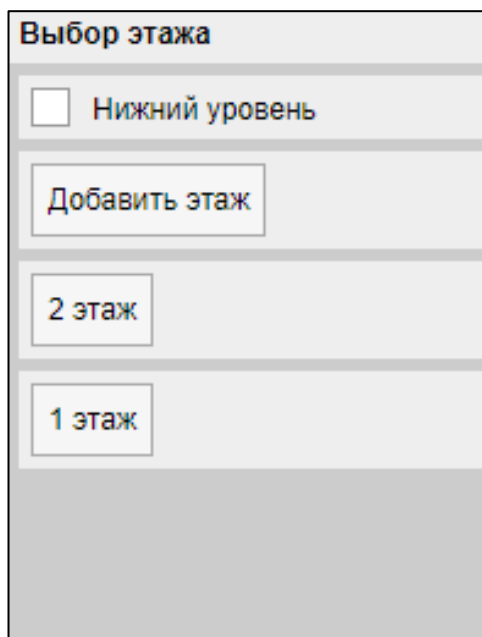 Выбор этажа
Нижний уровень
Добавить этаж
2 этаж
1 этаж